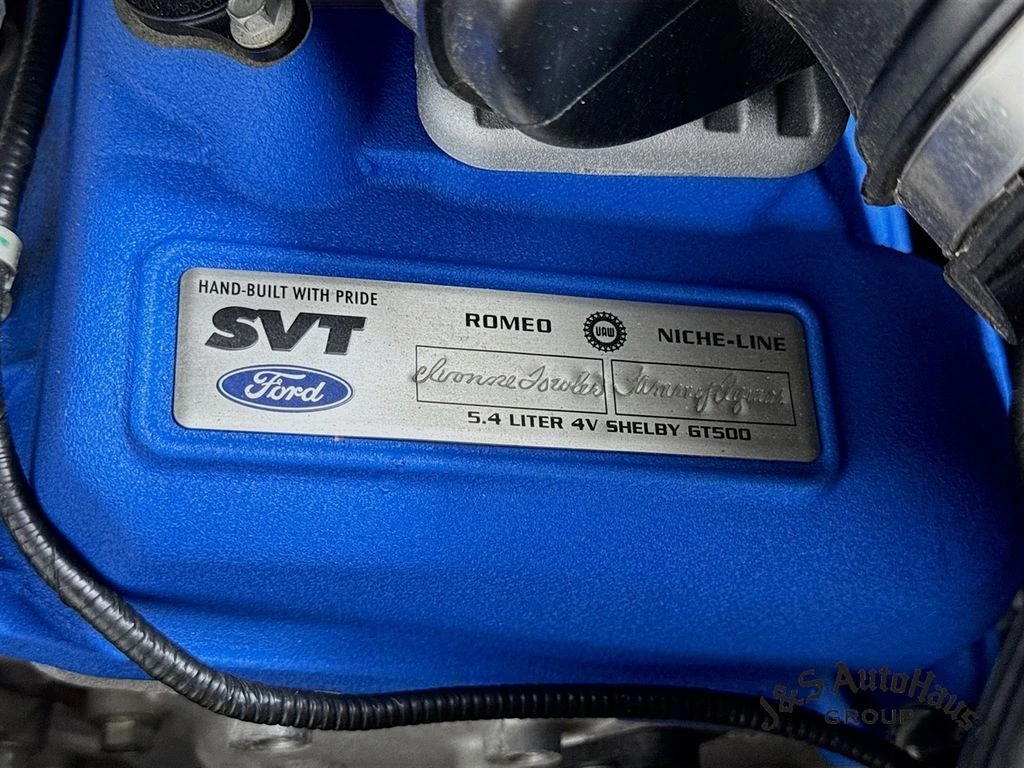 HAND-BUILT WITH PRIDE
SVT
Ford
ROMEO
UAW
NICHE-LINE
5.4 LITER 4V SHELBY GT500
J&S AutoHaus
GROUP